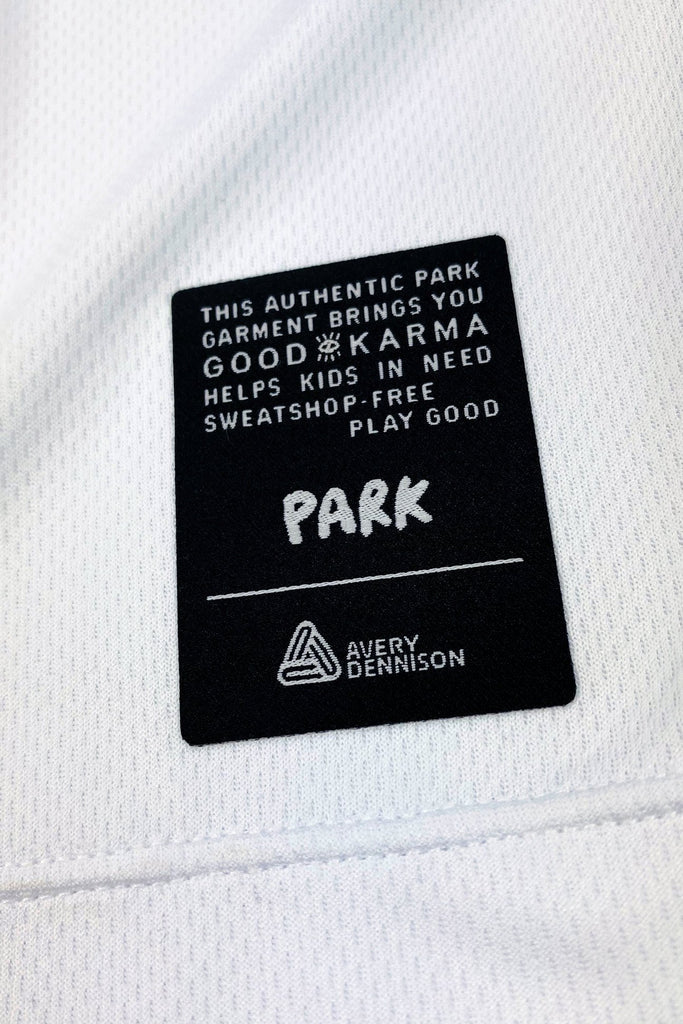 THIS AUTHENTIC PARK
GARMENT BRINGS YOU
GOOD KARMA
HELPS KIDS IN NEED
SWEATSHOP-FREE
PLAY GOOD
PARK
AVERY
DENNISON